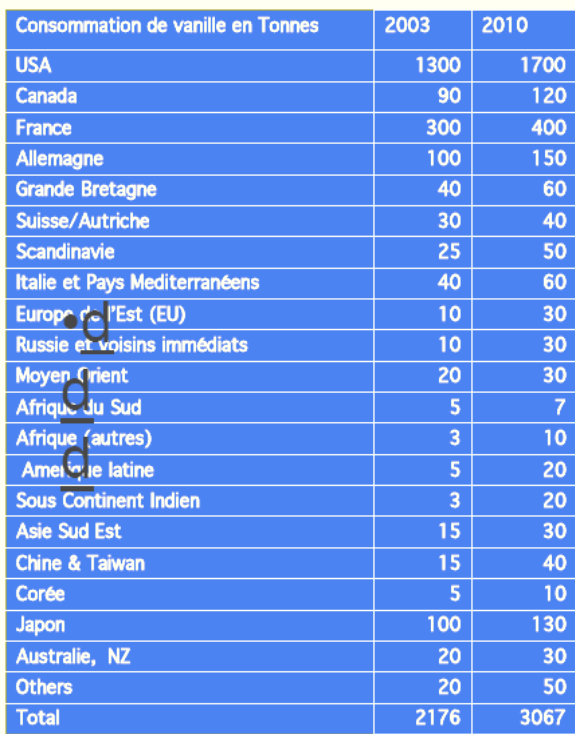 Consommation de vanille en Tonnes 2003 2010
USA 1300 1700
Canada 90 120
France 300 400
Allemagne 100 150
Grande Bretagne 40 60
Suisse/Autriche 30 40
Scandinavie 25 50
Italie et Pays Mediterranéens 40 60
Europe de l'Est (EU) 10 30
Russie et voisins immédiats 10 30
Moyen Orient 20 30
Afrique du Sud 5 7
Afrique (autres) 3 10
Amerique latine 5 20
Sous Continent Indien 3 20
Asie Sud Est 15 30
Chine & Taiwan 15 40
Corée 5 10
Japon 100 130
Australie, NZ 20 30
Others 20 50
Total 2176 3067